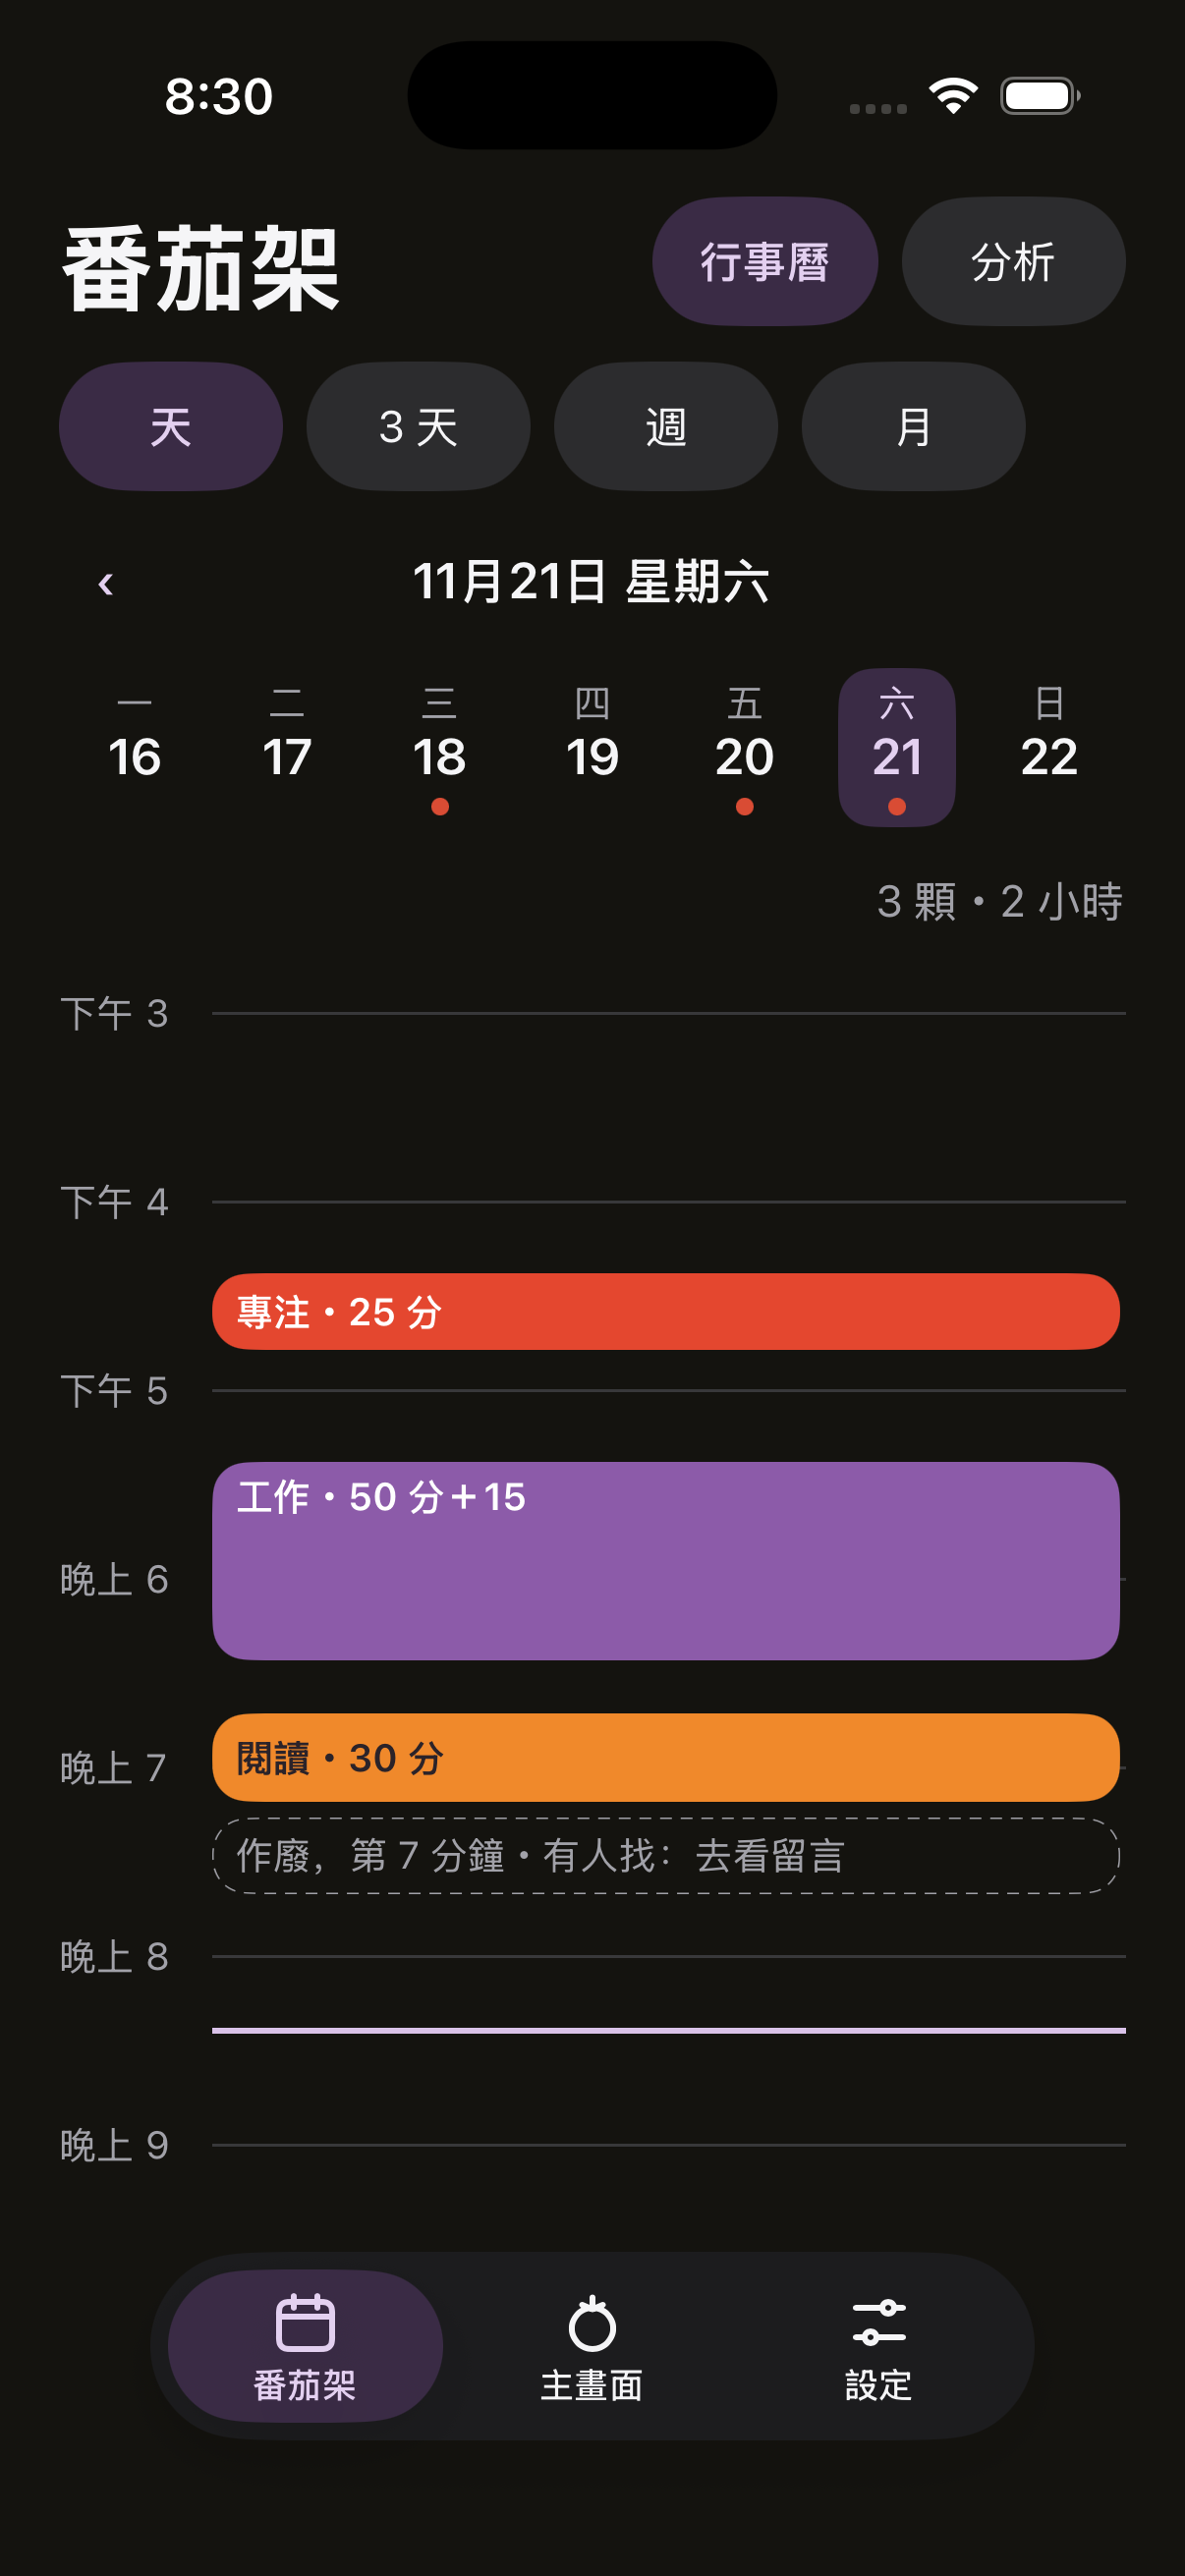 8:30
番茄架
行事曆
分析
天
3 天
週
月
‹
11月21日 星期六
一 二 三 四 五 六 日
16 17 18 19 20 21 22
3 顆・2 小時
下午 3
下午 4
專注・25 分
下午 5
工作・50 分＋15
晚上 6
閱讀・30 分
晚上 7
作廢，第 7 分鐘・有人找：去看留言
晚上 8
晚上 9
番茄架
主畫面
設定